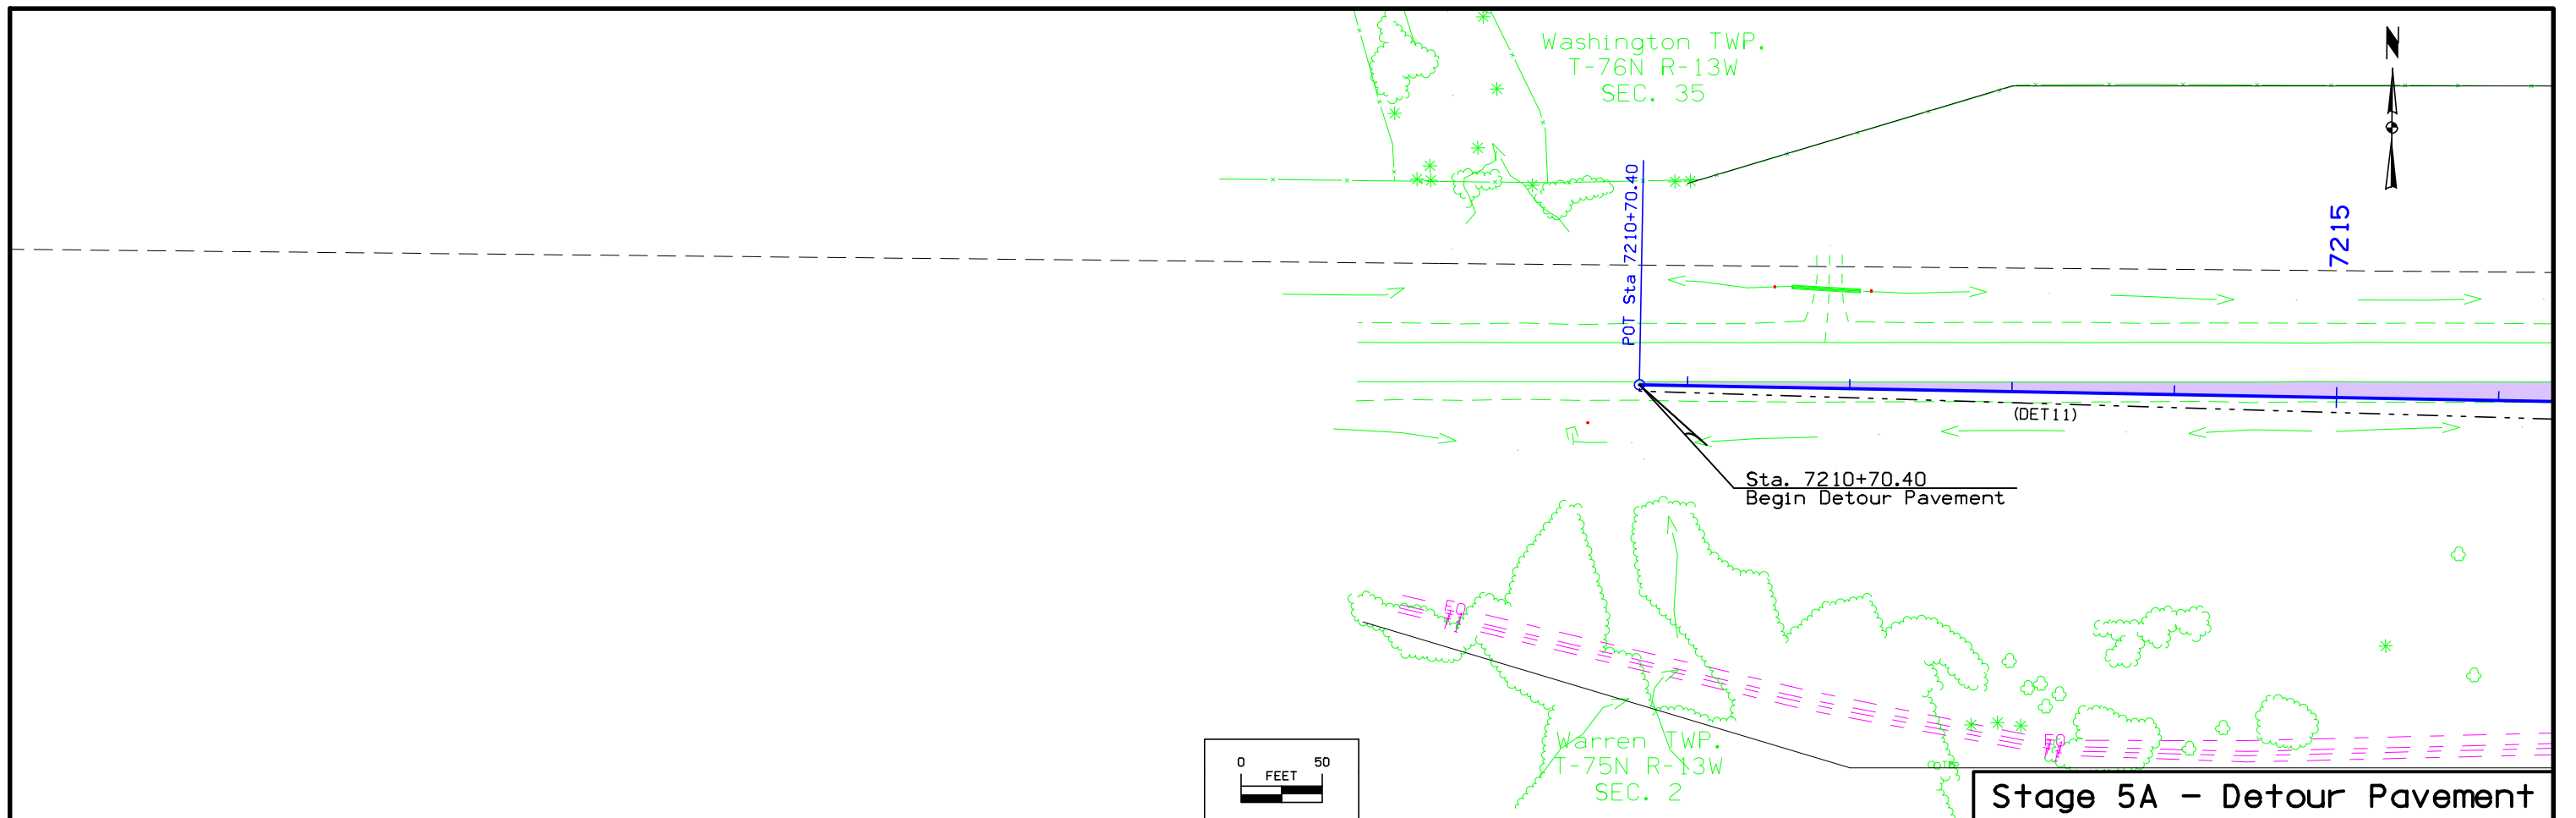 Washington TWP.
T-76N R-13W
SEC. 35
N
POT Sta 7210+70.40
7215
(DET11)
Sta. 7210+70.40
Begin Detour Pavement
FO
FO
Warren TWP.
T-75N R-13W
SEC. 2
0 50
FEET
Stage 5A - Detour Pavement